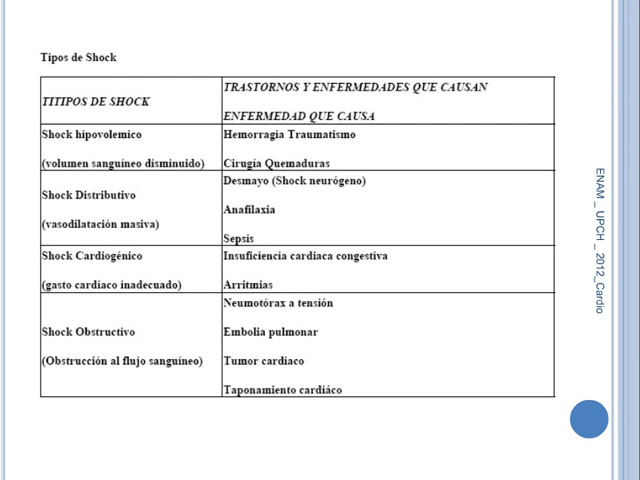 Tipos de Shock
TITIPOS DE SHOCK
TRASTORNOS Y ENFERMEDADES QUE CAUSAN
ENFERMEDAD QUE CAUSA
Shock hipovolemico
(volumen sanguíneo disminuido)
Hemorragia Traumatismo
Cirugía Quemaduras
Shock Distributivo
(vasodilatación masiva)
Desmayo (Shock neurógeno)
Anafilaxia
Sepsis
Shock Cardiogénico
(gasto cardiaco inadecuado)
Insuficiencia cardiaca congestiva
Arritmias
Shock Obstructivo
(Obstrucción al flujo sanguíneo)
Neumotórax a tensión
Embolia pulmonar
Tumor cardiaco
Taponamiento cardiáco
ENAM _ UPCH _ 2012_Cardio